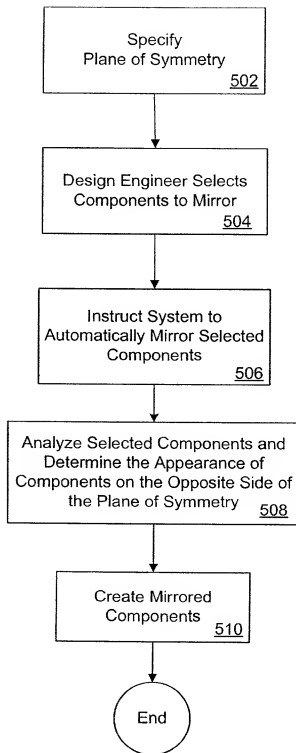 Specify
Plane of Symmetry
502
Design Engineer Selects
Components to Mirror
504
Instruct System to
Automatically Mirror Selected
Components
506
Analyze Selected Components and
Determine the Appearance of
Components on the Opposite Side of
the Plane of Symmetry
508
Create Mirrored
Components
510
End